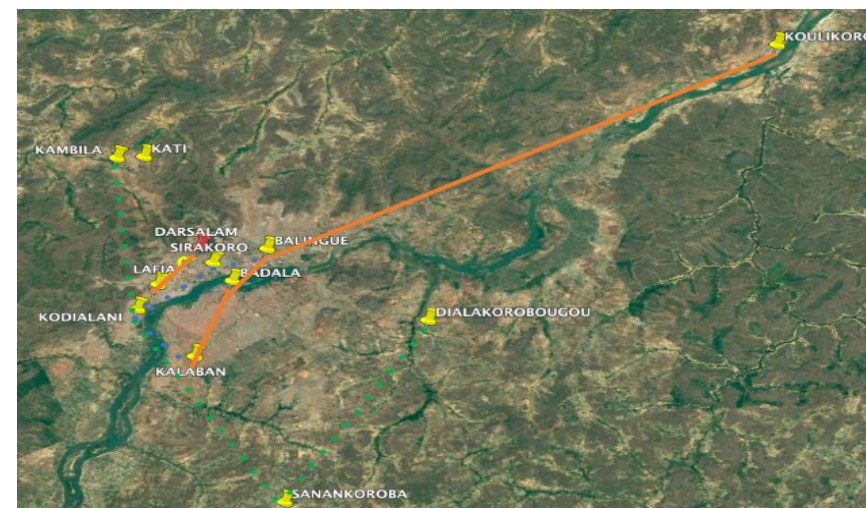 KOULIKORO
KAMBILA
KATI
DARSALAM
SIRAKORO
BALINGUE
LAFIA
BADALA
KODIALANI
DIALAKOROBOUGOU
KALABAN
SANANKOROBA